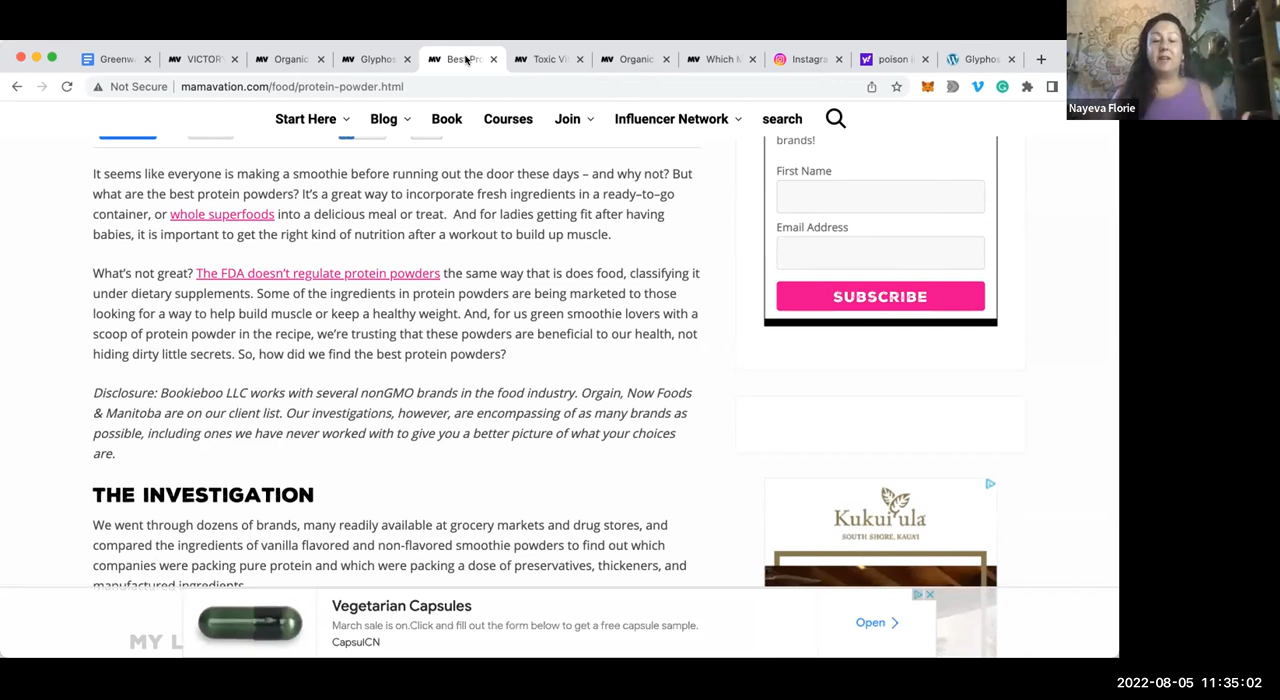 Greenw
VICTOR
Organic
Glyphos
Best Pro
Toxic Vit
Organic
Which M
Instagra
poison i
Glyphos
Not Secure
mamavation.com/food/protein-powder.html
Nayeva Florie
Start Here
Blog
Book
Courses
Join
Influencer Network
search
It seems like everyone is making a smoothie before running out the door these days – and why not? But
what are the best protein powders? It's a great way to incorporate fresh ingredients in a ready–to–go
container, or whole superfoods into a delicious meal or treat. And for ladies getting fit after having
babies, it is important to get the right kind of nutrition after a workout to build up muscle.
What's not great? The FDA doesn't regulate protein powders the same way that is does food, classifying it
under dietary supplements. Some of the ingredients in protein powders are being marketed to those
looking for a way to help build muscle or keep a healthy weight. And, for us green smoothie lovers with a
scoop of protein powder in the recipe, we're trusting that these powders are beneficial to our health, not
hiding dirty little secrets. So, how did we find the best protein powders?
Disclosure: Bookieboo LLC works with several nonGMO brands in the food industry. Orgain, Now Foods
& Manitoba are on our client list. Our investigations, however, are encompassing of as many brands as
possible, including ones we have never worked with to give you a better picture of what your choices
are.
THE INVESTIGATION
We went through dozens of brands, many readily available at grocery markets and drug stores, and
compared the ingredients of vanilla flavored and non-flavored smoothie powders to find out which
companies were packing pure protein and which were packing a dose of preservatives, thickeners, and
manufactured ingredients.
brands!
First Name
Email Address
SUBSCRIBE
Kukui'ula
SOUTH SHORE, KAUA'I
MY L
Vegetarian Capsules
March sale is on.Click and fill out the form below to get a free capsule sample.
CapsulCN
Open
2022-08-05 11:35:02